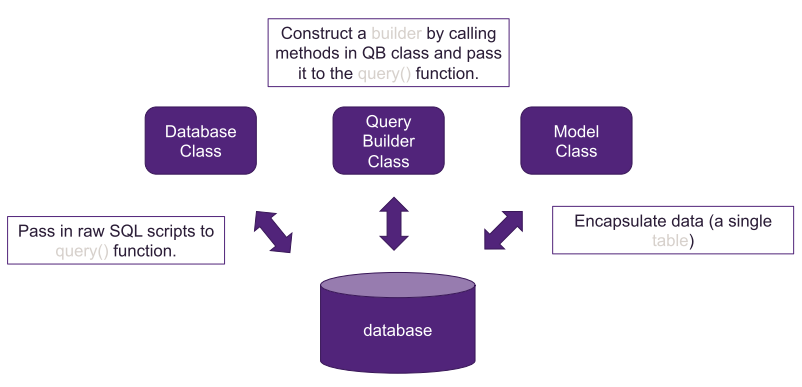 Construct a builder by calling
methods in QB class and pass
it to the query() function.
Database
Class
Query
Builder
Class
Model
Class
Pass in raw SQL scripts to
query() function.
Encapsulate data (a single
table)
database